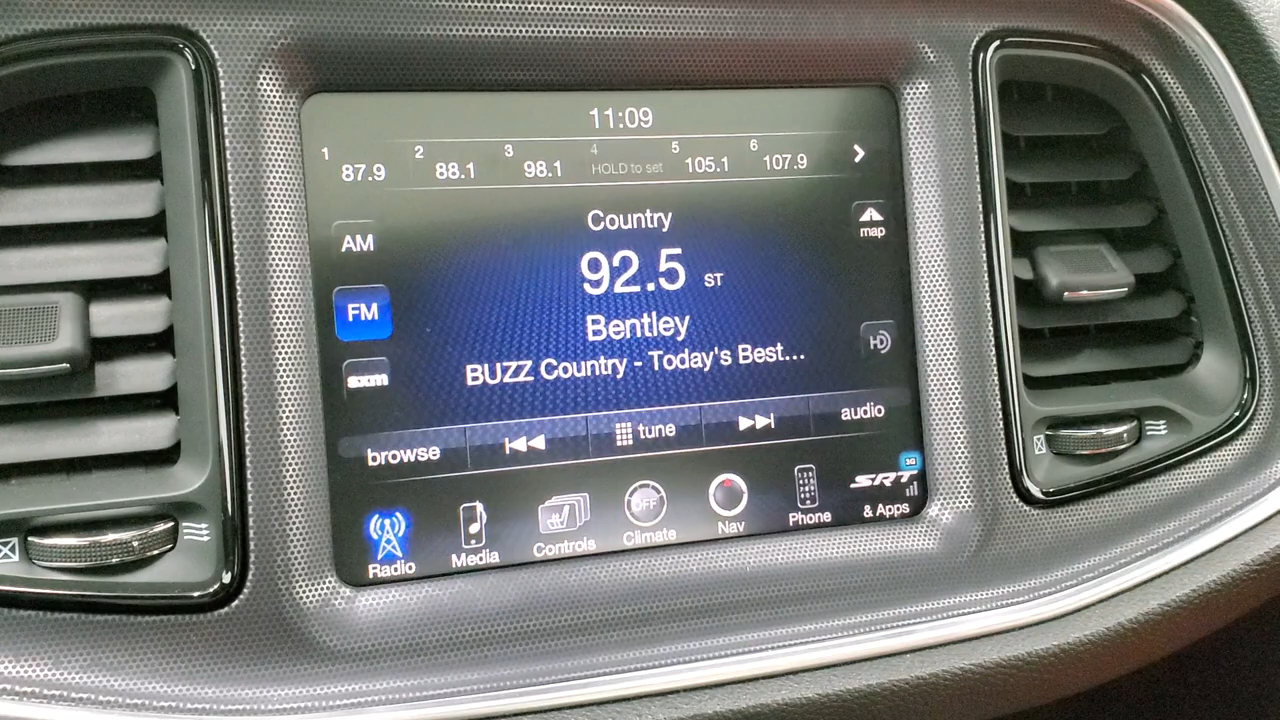 11:09
1 87.9 2 88.1 3 98.1 4 HOLD to set 5 105.1 6 107.9
Country
AM
map
92.5 ST
FM
Bentley
HD
BUZZ Country - Today's Best...
sxm
browse tune audio
3G
SRT
OFF
Radio Media Controls Climate Nav Phone & Apps